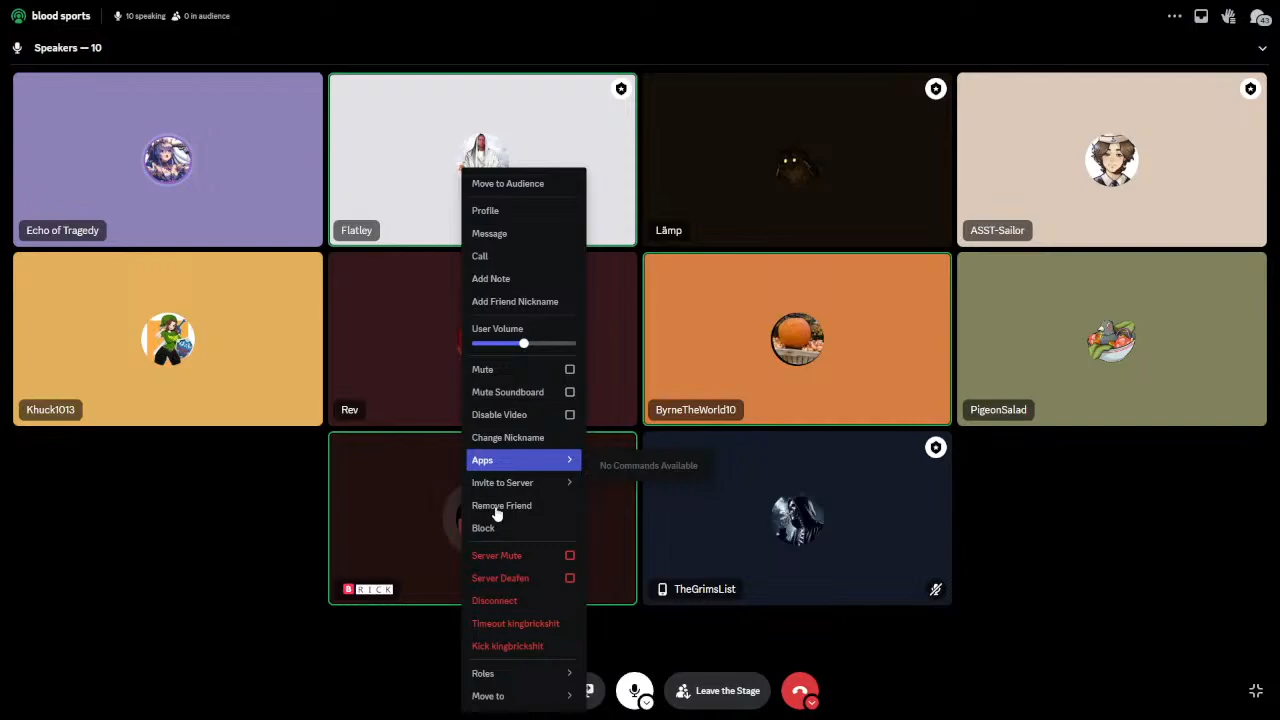 blood sports
10 speaking
0 in audience
43
Speakers — 10
Echo of Tragedy
Flatley
Lămp
ASST-Sailor
Khuck1013
Rev
ByrneTheWorld10
PigeonSalad
B R I C K
TheGrimsList
Move to Audience
Profile
Message
Call
Add Note
Add Friend Nickname
User Volume
Mute
Mute Soundboard
Disable Video
Change Nickname
Apps
No Commands Available
Invite to Server
Remove Friend
Block
Server Mute
Server Deafen
Disconnect
Timeout kingbrickshit
Kick kingbrickshit
Roles
Move to
Leave the Stage